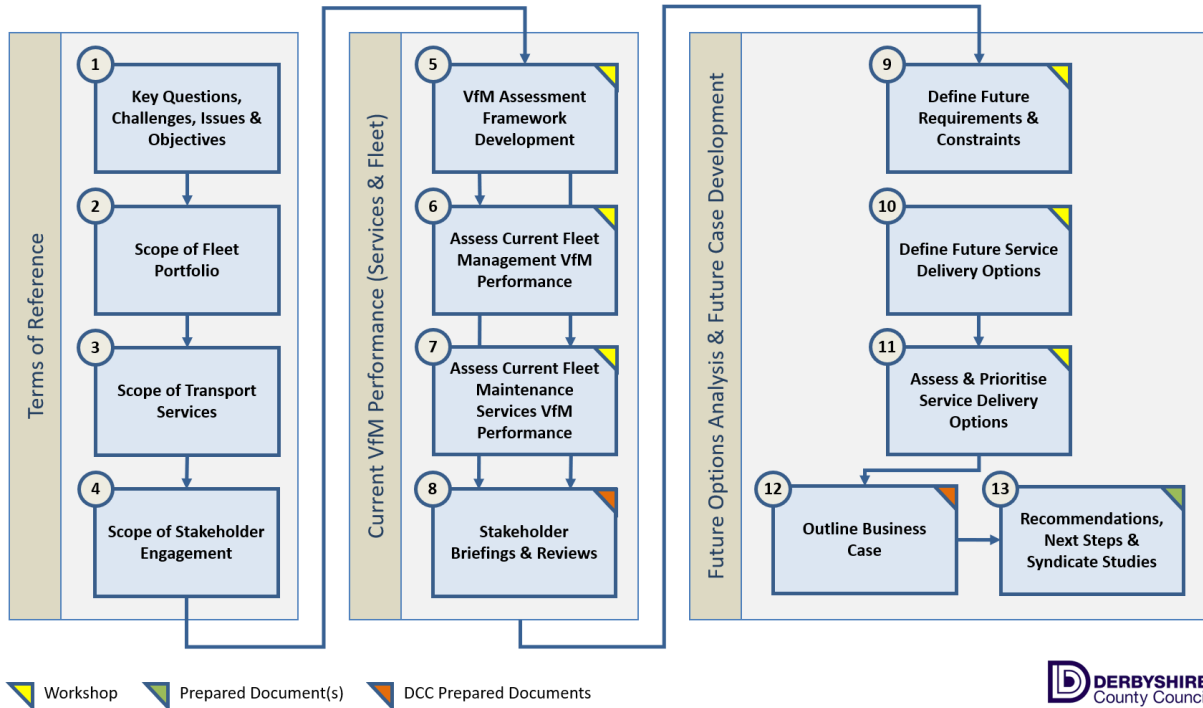 Terms of Reference
1
Key Questions,
Challenges, Issues &
Objectives
2
Scope of Fleet
Portfolio
3
Scope of Transport
Services
4
Scope of Stakeholder
Engagement
Current VfM Performance (Services & Fleet)
5
VfM Assessment
Framework
Development
6
Assess Current Fleet
Management VfM
Performance
7
Assess Current Fleet
Maintenance
Services VfM
Performance
8
Stakeholder
Briefings & Reviews
Future Options Analysis & Future Case Development
9
Define Future
Requirements &
Constraints
10
Define Future Service
Delivery Options
11
Assess & Prioritise
Service Delivery
Options
12
Outline Business
Case
13
Recommendations,
Next Steps &
Syndicate Studies
Workshop
Prepared Document(s)
DCC Prepared Documents
DERBYSHIRE
County Counci